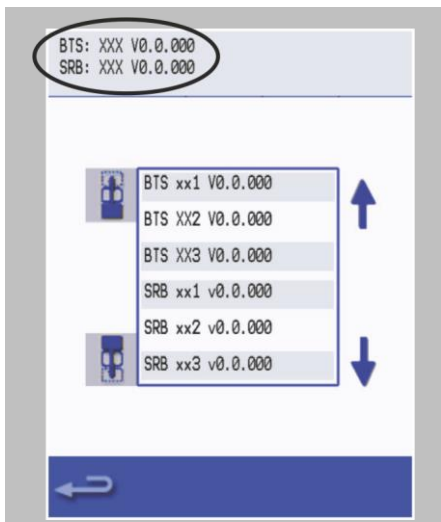 BTS: XXX V0.0.000
SRB: XXX V0.0.000
BTS xx1 V0.0.000
BTS XX2 V0.0.000
BTS XX3 V0.0.000
SRB xx1 v0.0.000
SRB xx2 v0.0.000
SRB xx3 v0.0.000